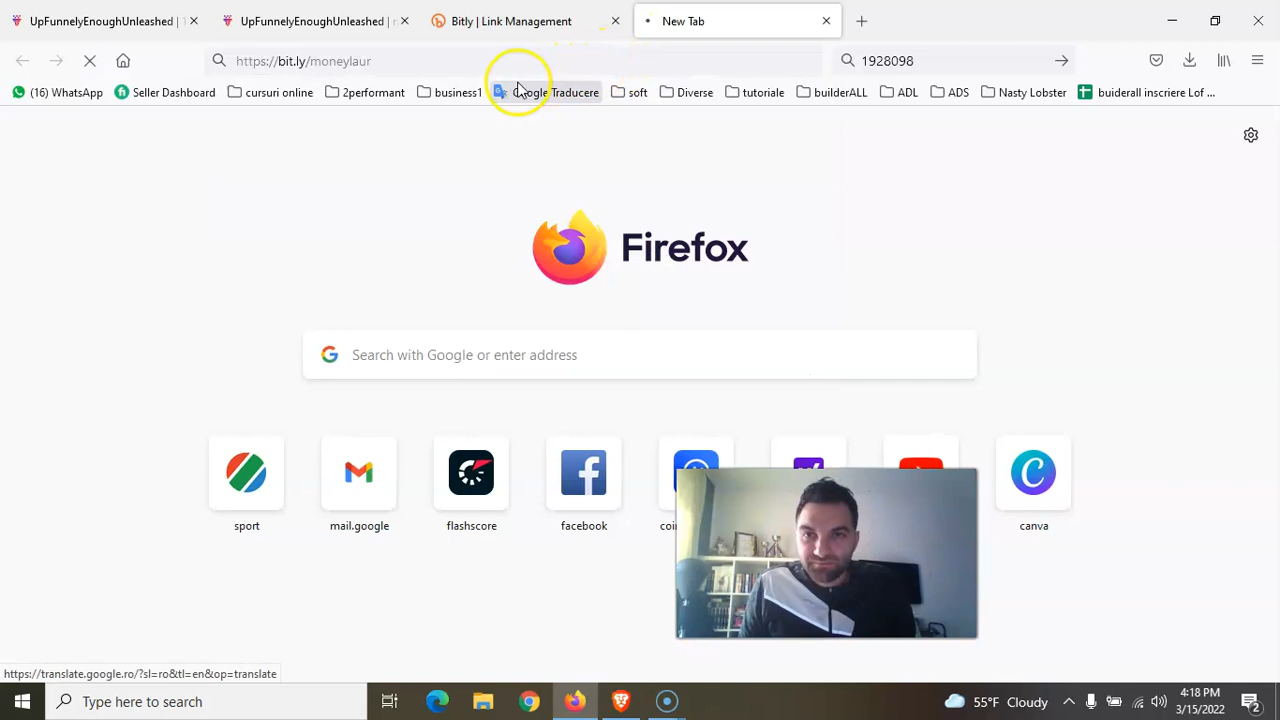 UpFunnelyEnoughUnleashed | 1
UpFunnelyEnoughUnleashed | r
Bitly | Link Management
New Tab
https://bit.ly/moneylaur
1928098
(16) WhatsApp
Seller Dashboard
cursuri online
2performant
business1
Google Traducere
soft
Diverse
tutoriale
builderALL
ADL
ADS
Nasty Lobster
buiderall inscriere Lof ...
Firefox
Search with Google or enter address
sport
mail.google
flashscore
facebook
canva
https://translate.google.ro/?sl=ro&tl=en&op=translate
Type here to search
55°F Cloudy
4:18 PM
3/15/2022
2